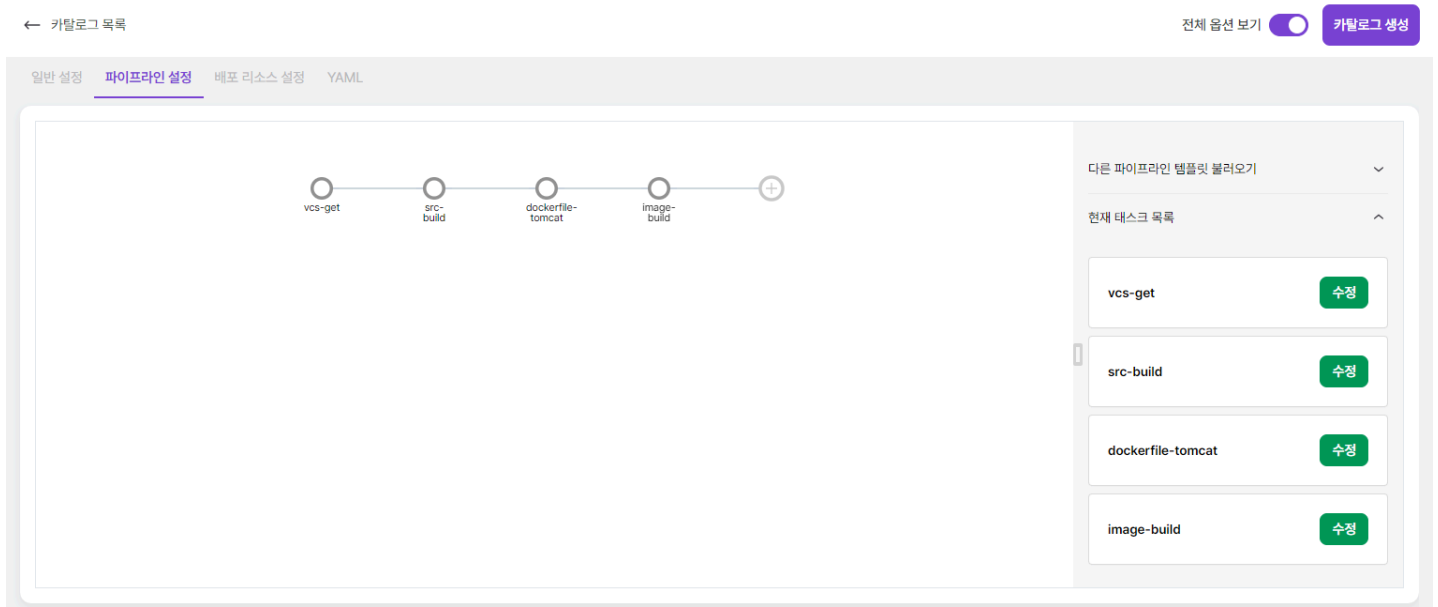 ← 카탈로그 목록
전체 옵션 보기
카탈로그 생성
일반 설정 파이프라인 설정 배포 리소스 설정 YAML
vcs-get
src-
build
dockerfile-
tomcat
image-
build
다른 파이프라인 템플릿 불러오기
현재 태스크 목록
vcs-get 수정
src-build 수정
dockerfile-tomcat 수정
image-build 수정